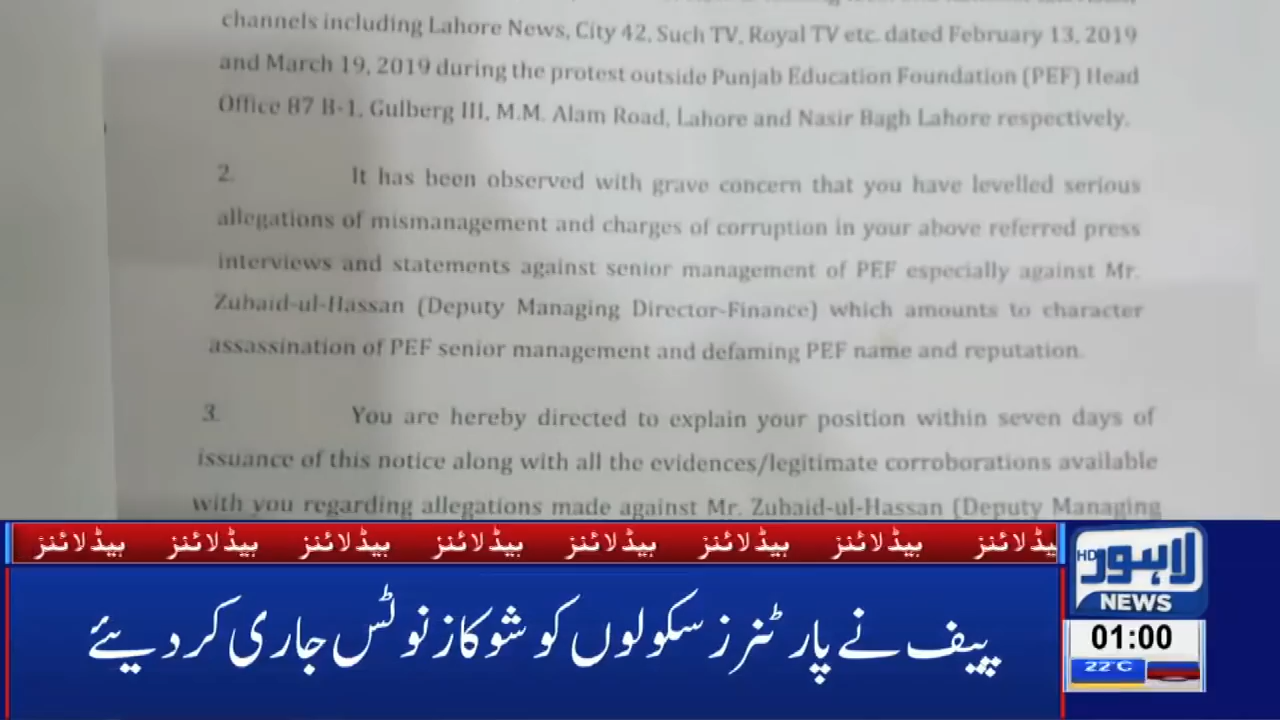 channels including Lahore News, City 42, Such TV, Royal TV etc. dated February 13, 2019
and March 19, 2019 during the protest outside Punjab Education Foundation (PEF) Head
Office 87 B-1, Gulberg III, M.M. Alam Road, Lahore and Nasir Bagh Lahore respectively.
2. It has been observed with grave concern that you have levelled serious
allegations of mismanagement and charges of corruption in your above referred press
interviews and statements against senior management of PEF especially against Mr.
Zubaid-ul-Hassan (Deputy Managing Director-Finance) which amounts to character
assassination of PEF senior management and defaming PEF name and reputation.
3. You are hereby directed to explain your position within seven days of
issuance of this notice along with all the evidences/legitimate corroborations available
with you regarding allegations made against Mr. Zubaid-ul-Hassan (Deputy Managing
ہیڈلائنز ہیڈلائنز ہیڈلائنز ہیڈلائنز ہیڈلائنز ہیڈلائنز ہیڈلائنز ہیڈلائنز
پیف نے پارٹنرز سکولوں کو شوکاز نوٹس جاری کر دیئے
لاہور HD
NEWS
01:00
22°C